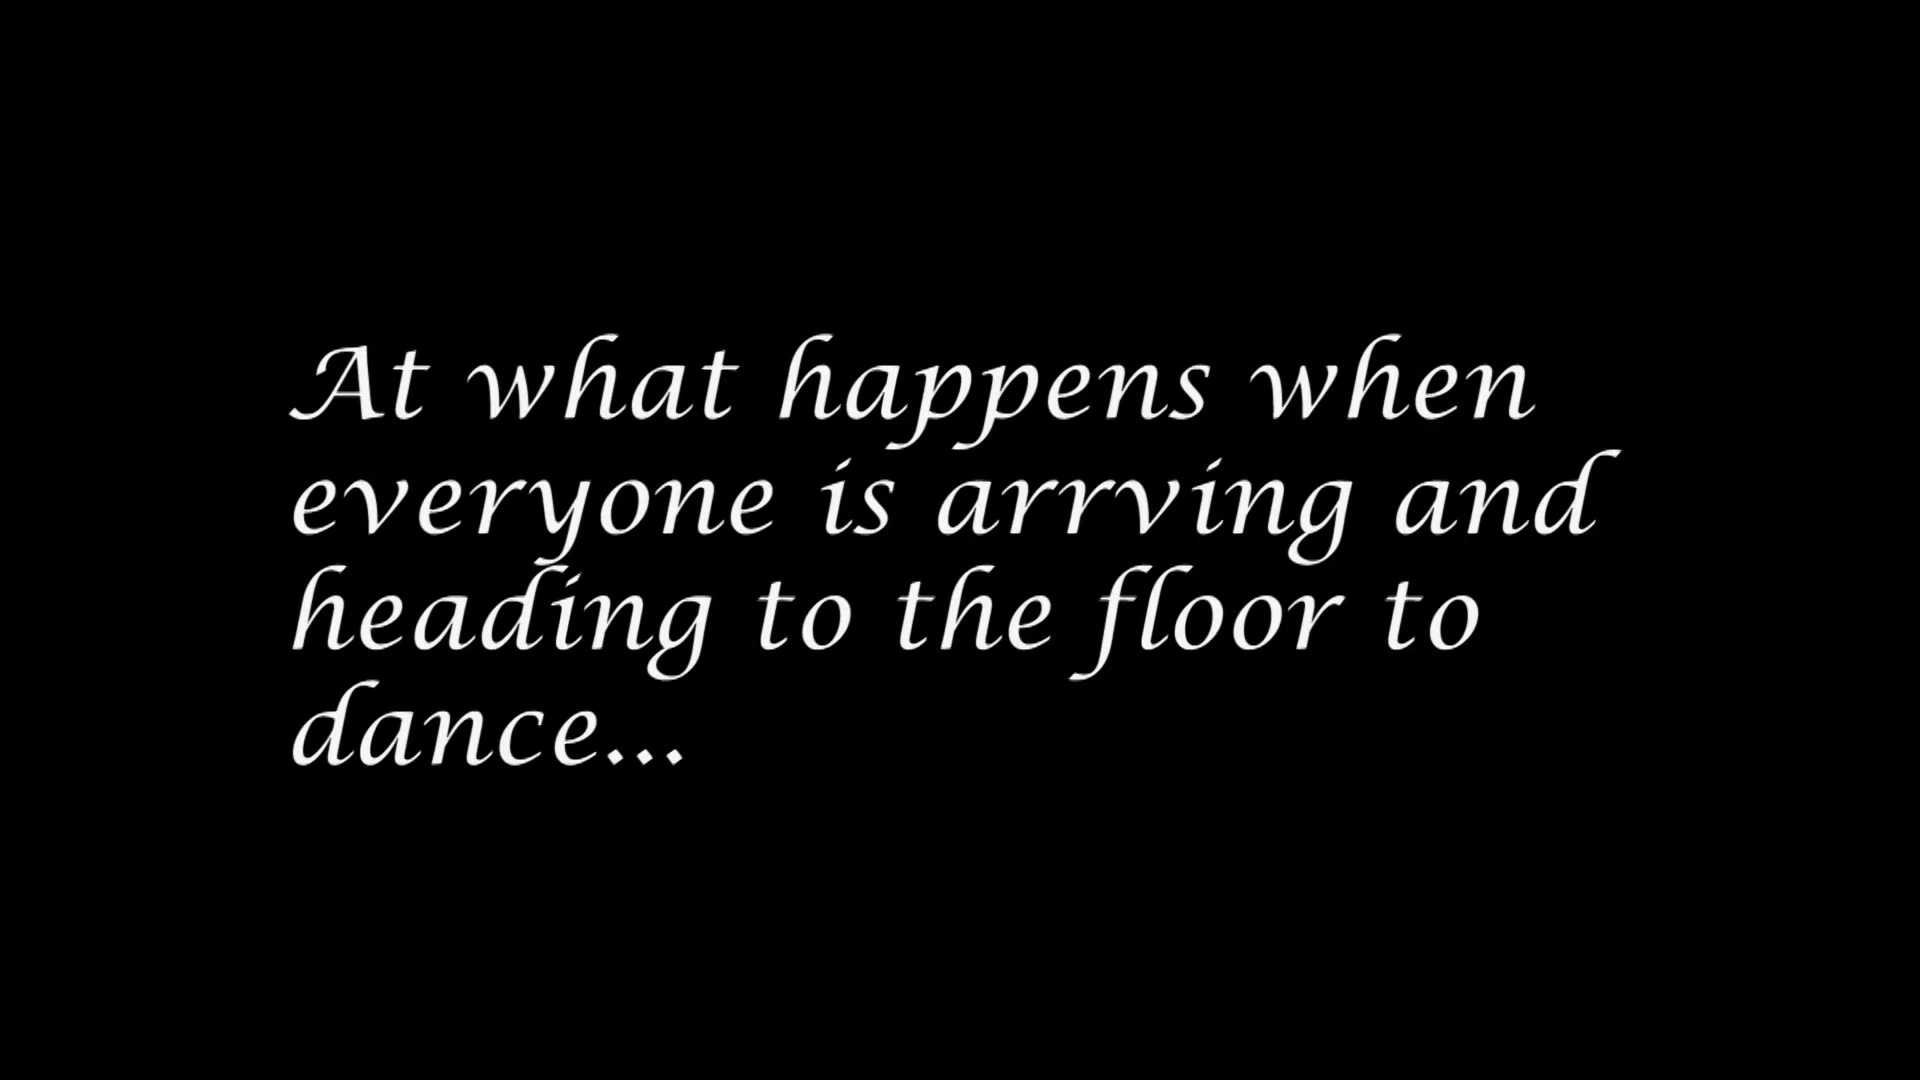 At what happens when
everyone is arrving and
heading to the floor to
dance...